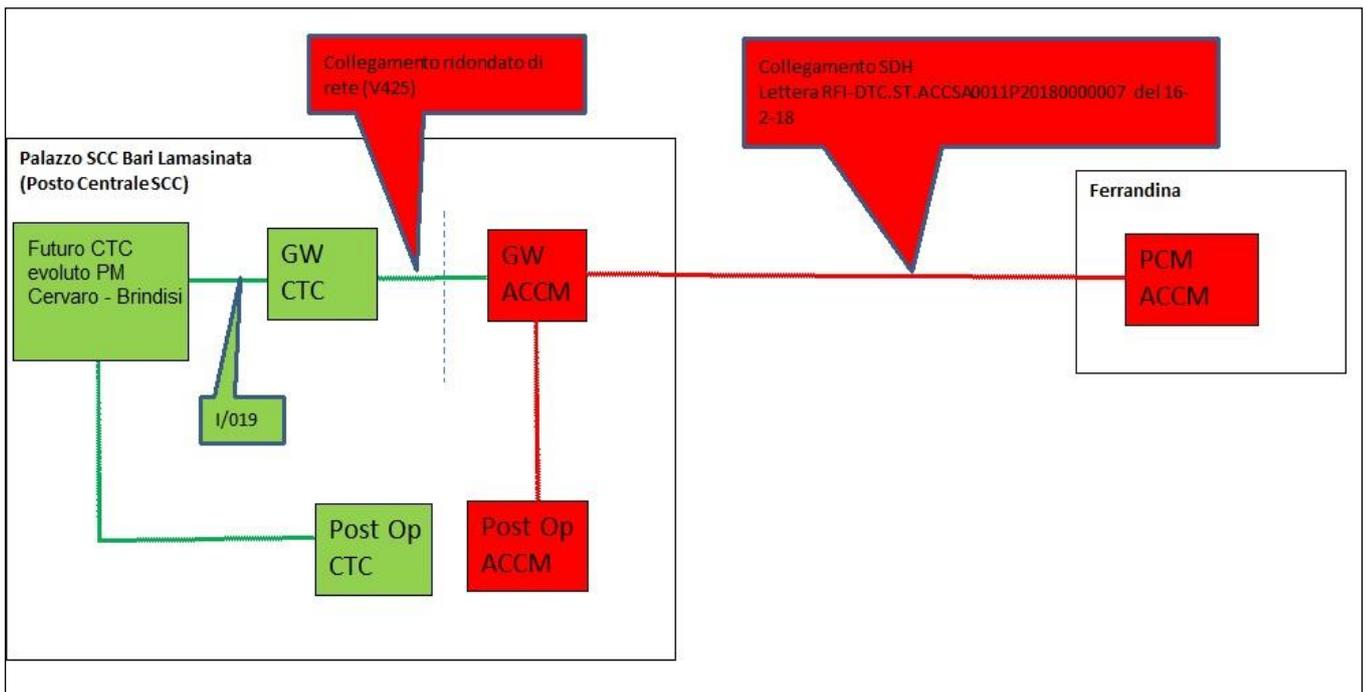 Collegamento ridondato di
rete (V425)
Collegamento SDH
Lettera RFI-DTC.ST.ACCSA0011P20180000007 del 16-
2-18
Palazzo SCC Bari Lamasinata
(Posto Centrale SCC)
Ferrandina
Futuro CTC
evoluto PM
Cervaro - Brindisi
GW
CTC
GW
ACCM
PCM
ACCM
I/019
Post Op
CTC
Post Op
ACCM